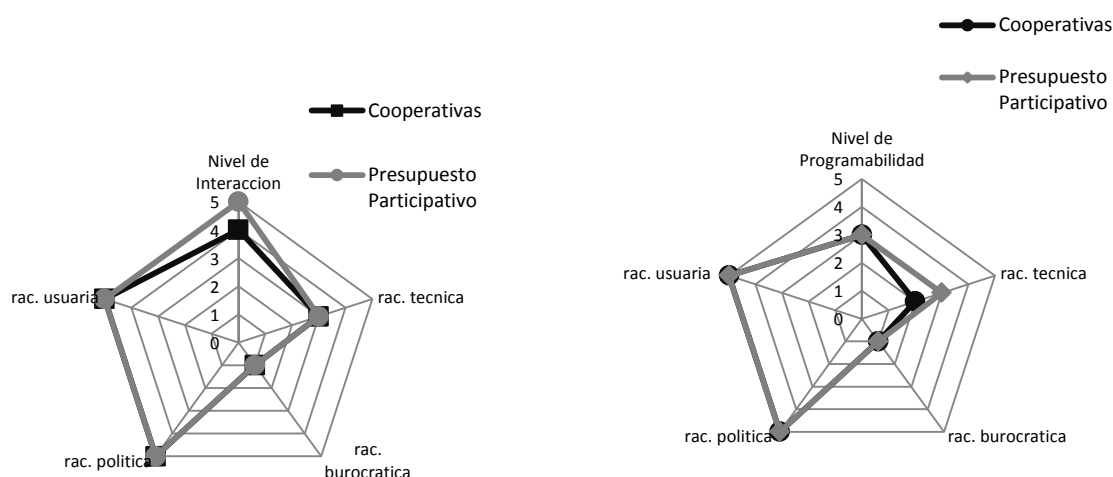 Cooperativas
Presupuesto
Participativo
Nivel de
Interaccion
5
4
3
2
1
0
rac. usuaria
rac. tecnica
rac. politica
rac.
burocratica
Cooperativas
Presupuesto
Participativo
Nivel de
Programabilidad
5
4
3
2
1
0
rac. usuaria
rac. tecnica
rac. politica
rac. burocratica